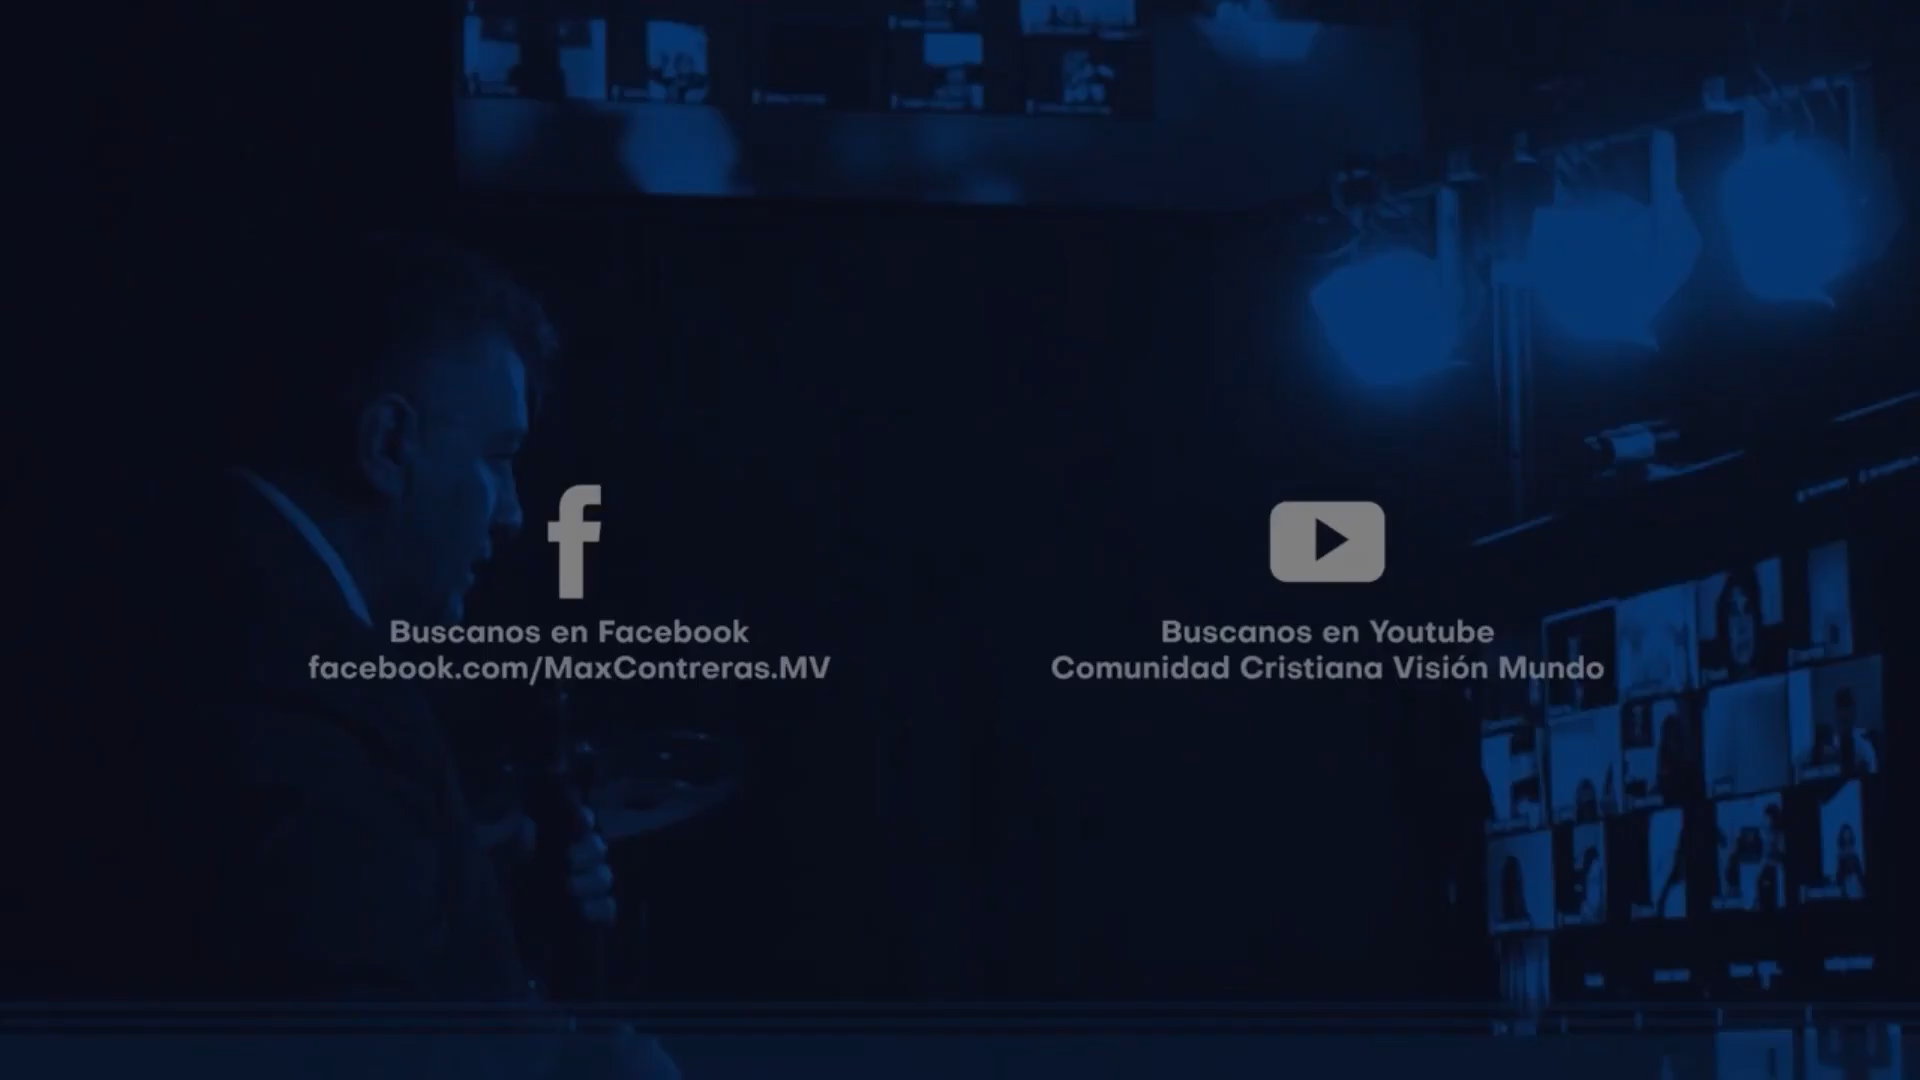 Buscanos en Facebook
facebook.com/MaxContreras.MV
Buscanos en Youtube
Comunidad Cristiana Visión Mundo